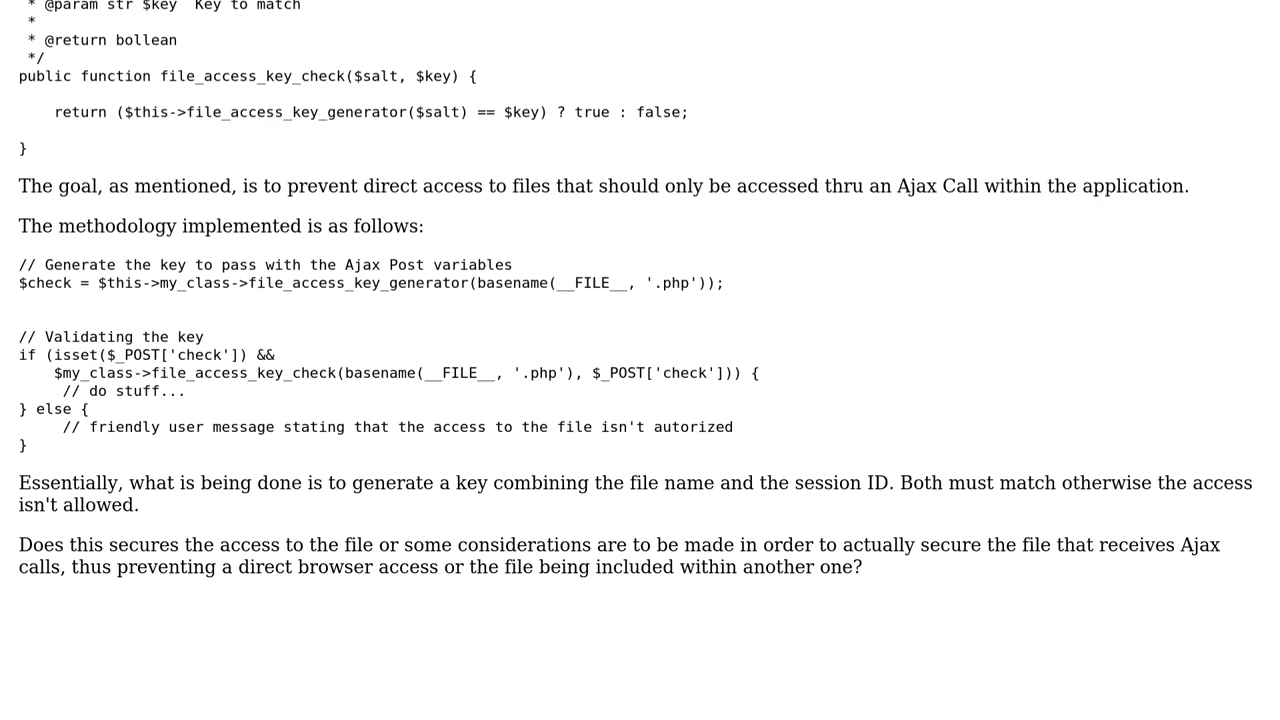 * @param str $key  Key to match
 *
 * @return bollean
 */
public function file_access_key_check($salt, $key) {

    return ($this->file_access_key_generator($salt) == $key) ? true : false;

}
The goal, as mentioned, is to prevent direct access to files that should only be accessed thru an Ajax Call within the application.
The methodology implemented is as follows:
// Generate the key to pass with the Ajax Post variables
$check = $this->my_class->file_access_key_generator(basename(__FILE__, '.php'));


// Validating the key
if (isset($_POST['check']) &&
    $my_class->file_access_key_check(basename(__FILE__, '.php'), $_POST['check'])) {
     // do stuff...
} else {
     // friendly user message stating that the access to the file isn't autorized
}
Essentially, what is being done is to generate a key combining the file name and the session ID. Both must match otherwise the access
isn't allowed.
Does this secures the access to the file or some considerations are to be made in order to actually secure the file that receives Ajax
calls, thus preventing a direct browser access or the file being included within another one?